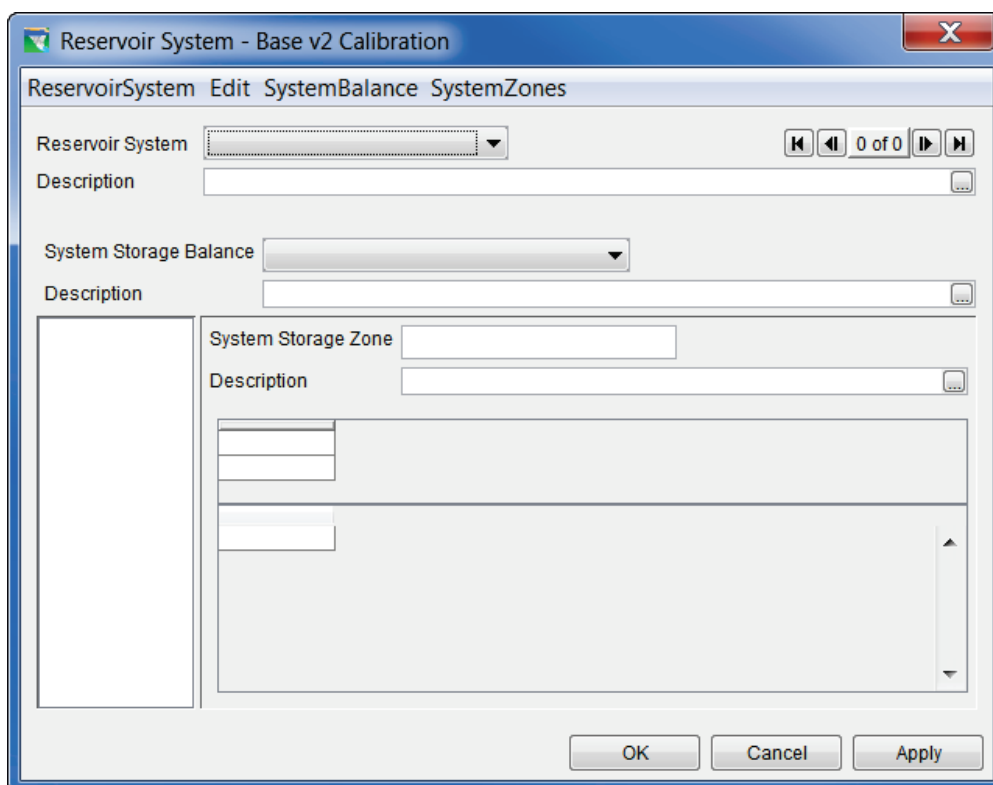 Reservoir System - Base v2 Calibration
ReservoirSystem Edit SystemBalance SystemZones
Reservoir System 0 of 0
Description ...
System Storage Balance
Description ...
System Storage Zone
Description ...
OK Cancel Apply